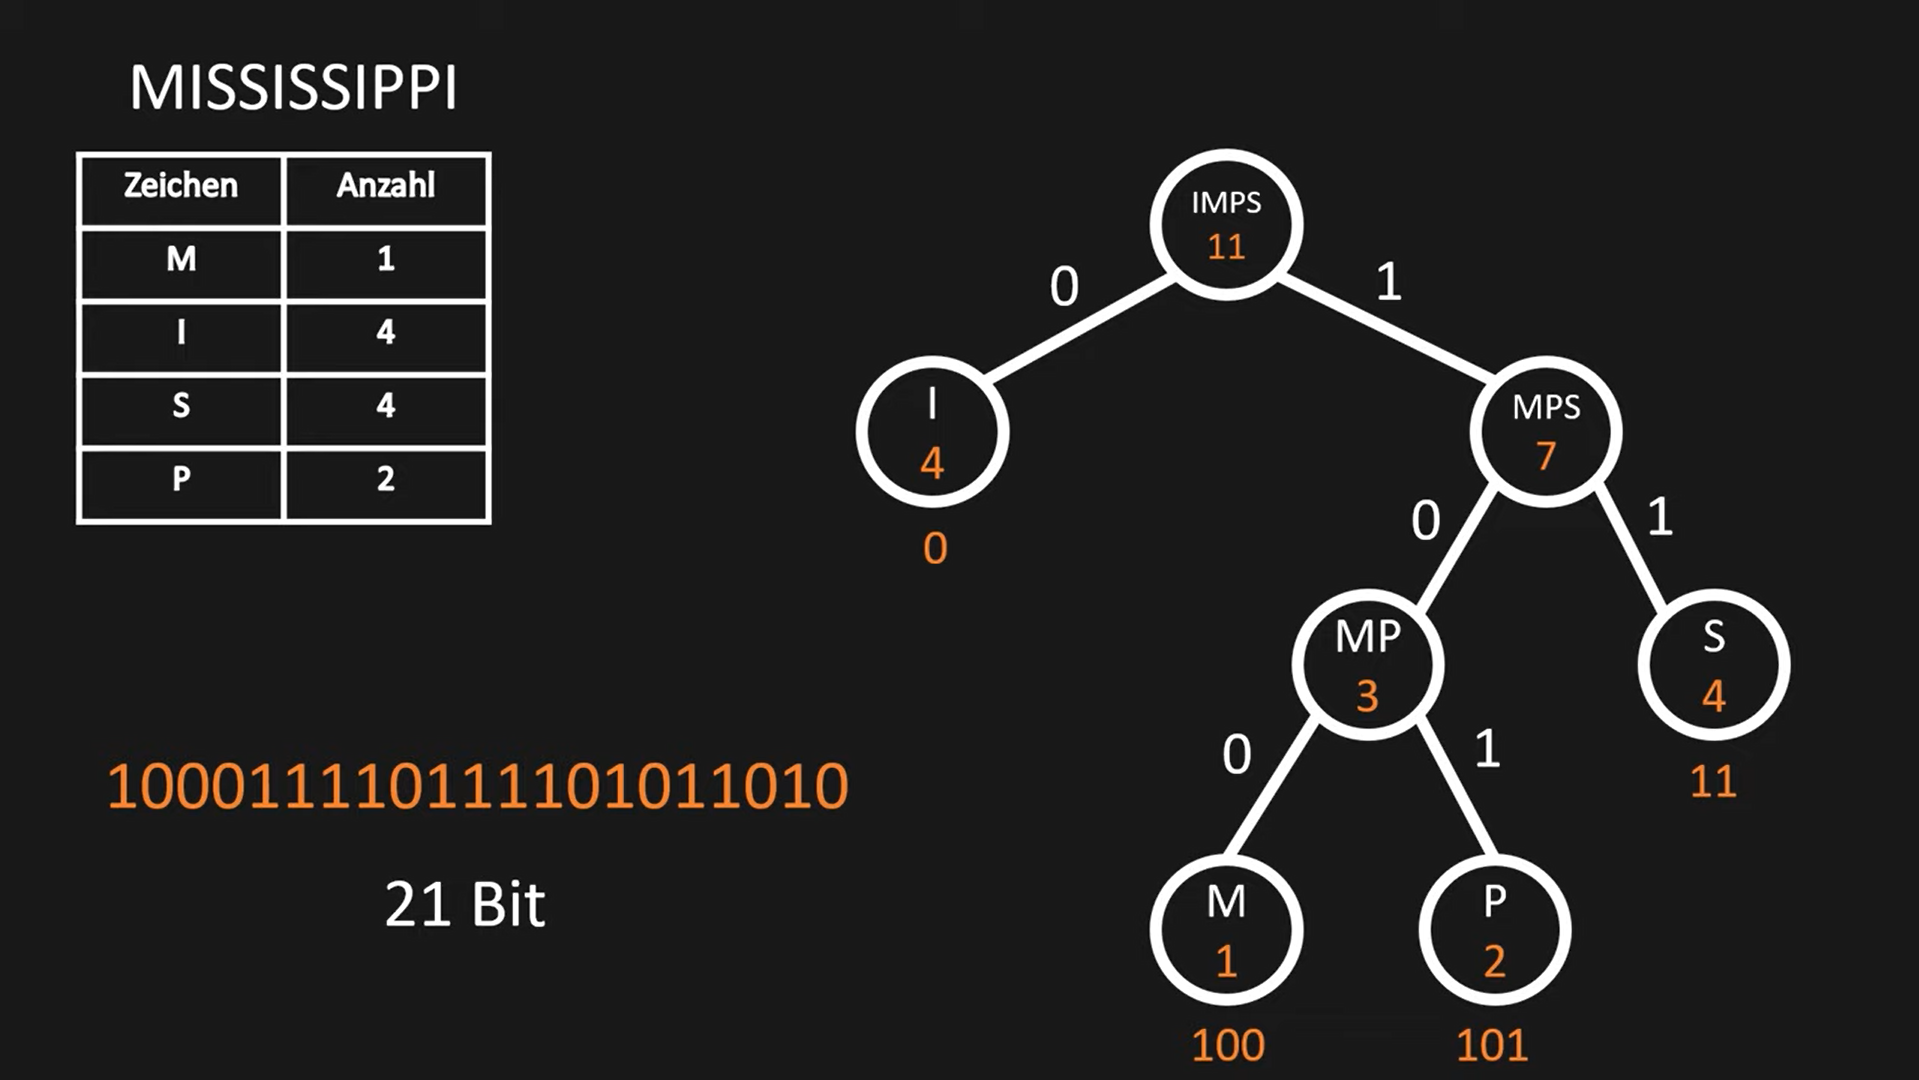 MISSISSIPPI
Zeichen Anzahl
M 1
I 4
S 4
P 2
100011110111101011010
21 Bit
IMPS
11
0 1
I
4
0
MPS
7
0 1
MP
3
S
4
11
0 1
M
1
100
P
2
101